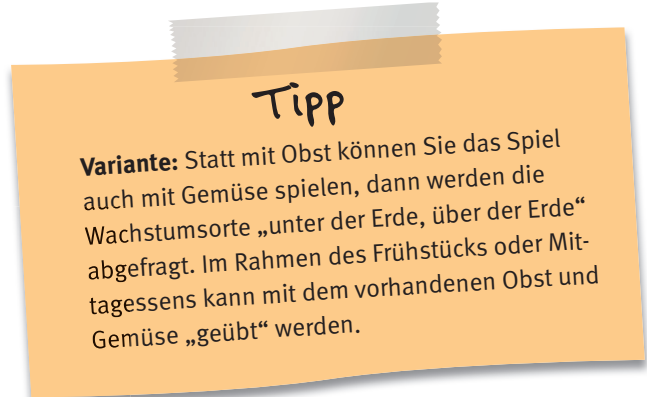 Tipp
Variante: Statt mit Obst können Sie das Spiel
auch mit Gemüse spielen, dann werden die
Wachstumsorte „unter der Erde, über der Erde“
abgefragt. Im Rahmen des Frühstücks oder Mit-
tagessens kann mit dem vorhandenen Obst und
Gemüse „geübt“ werden.